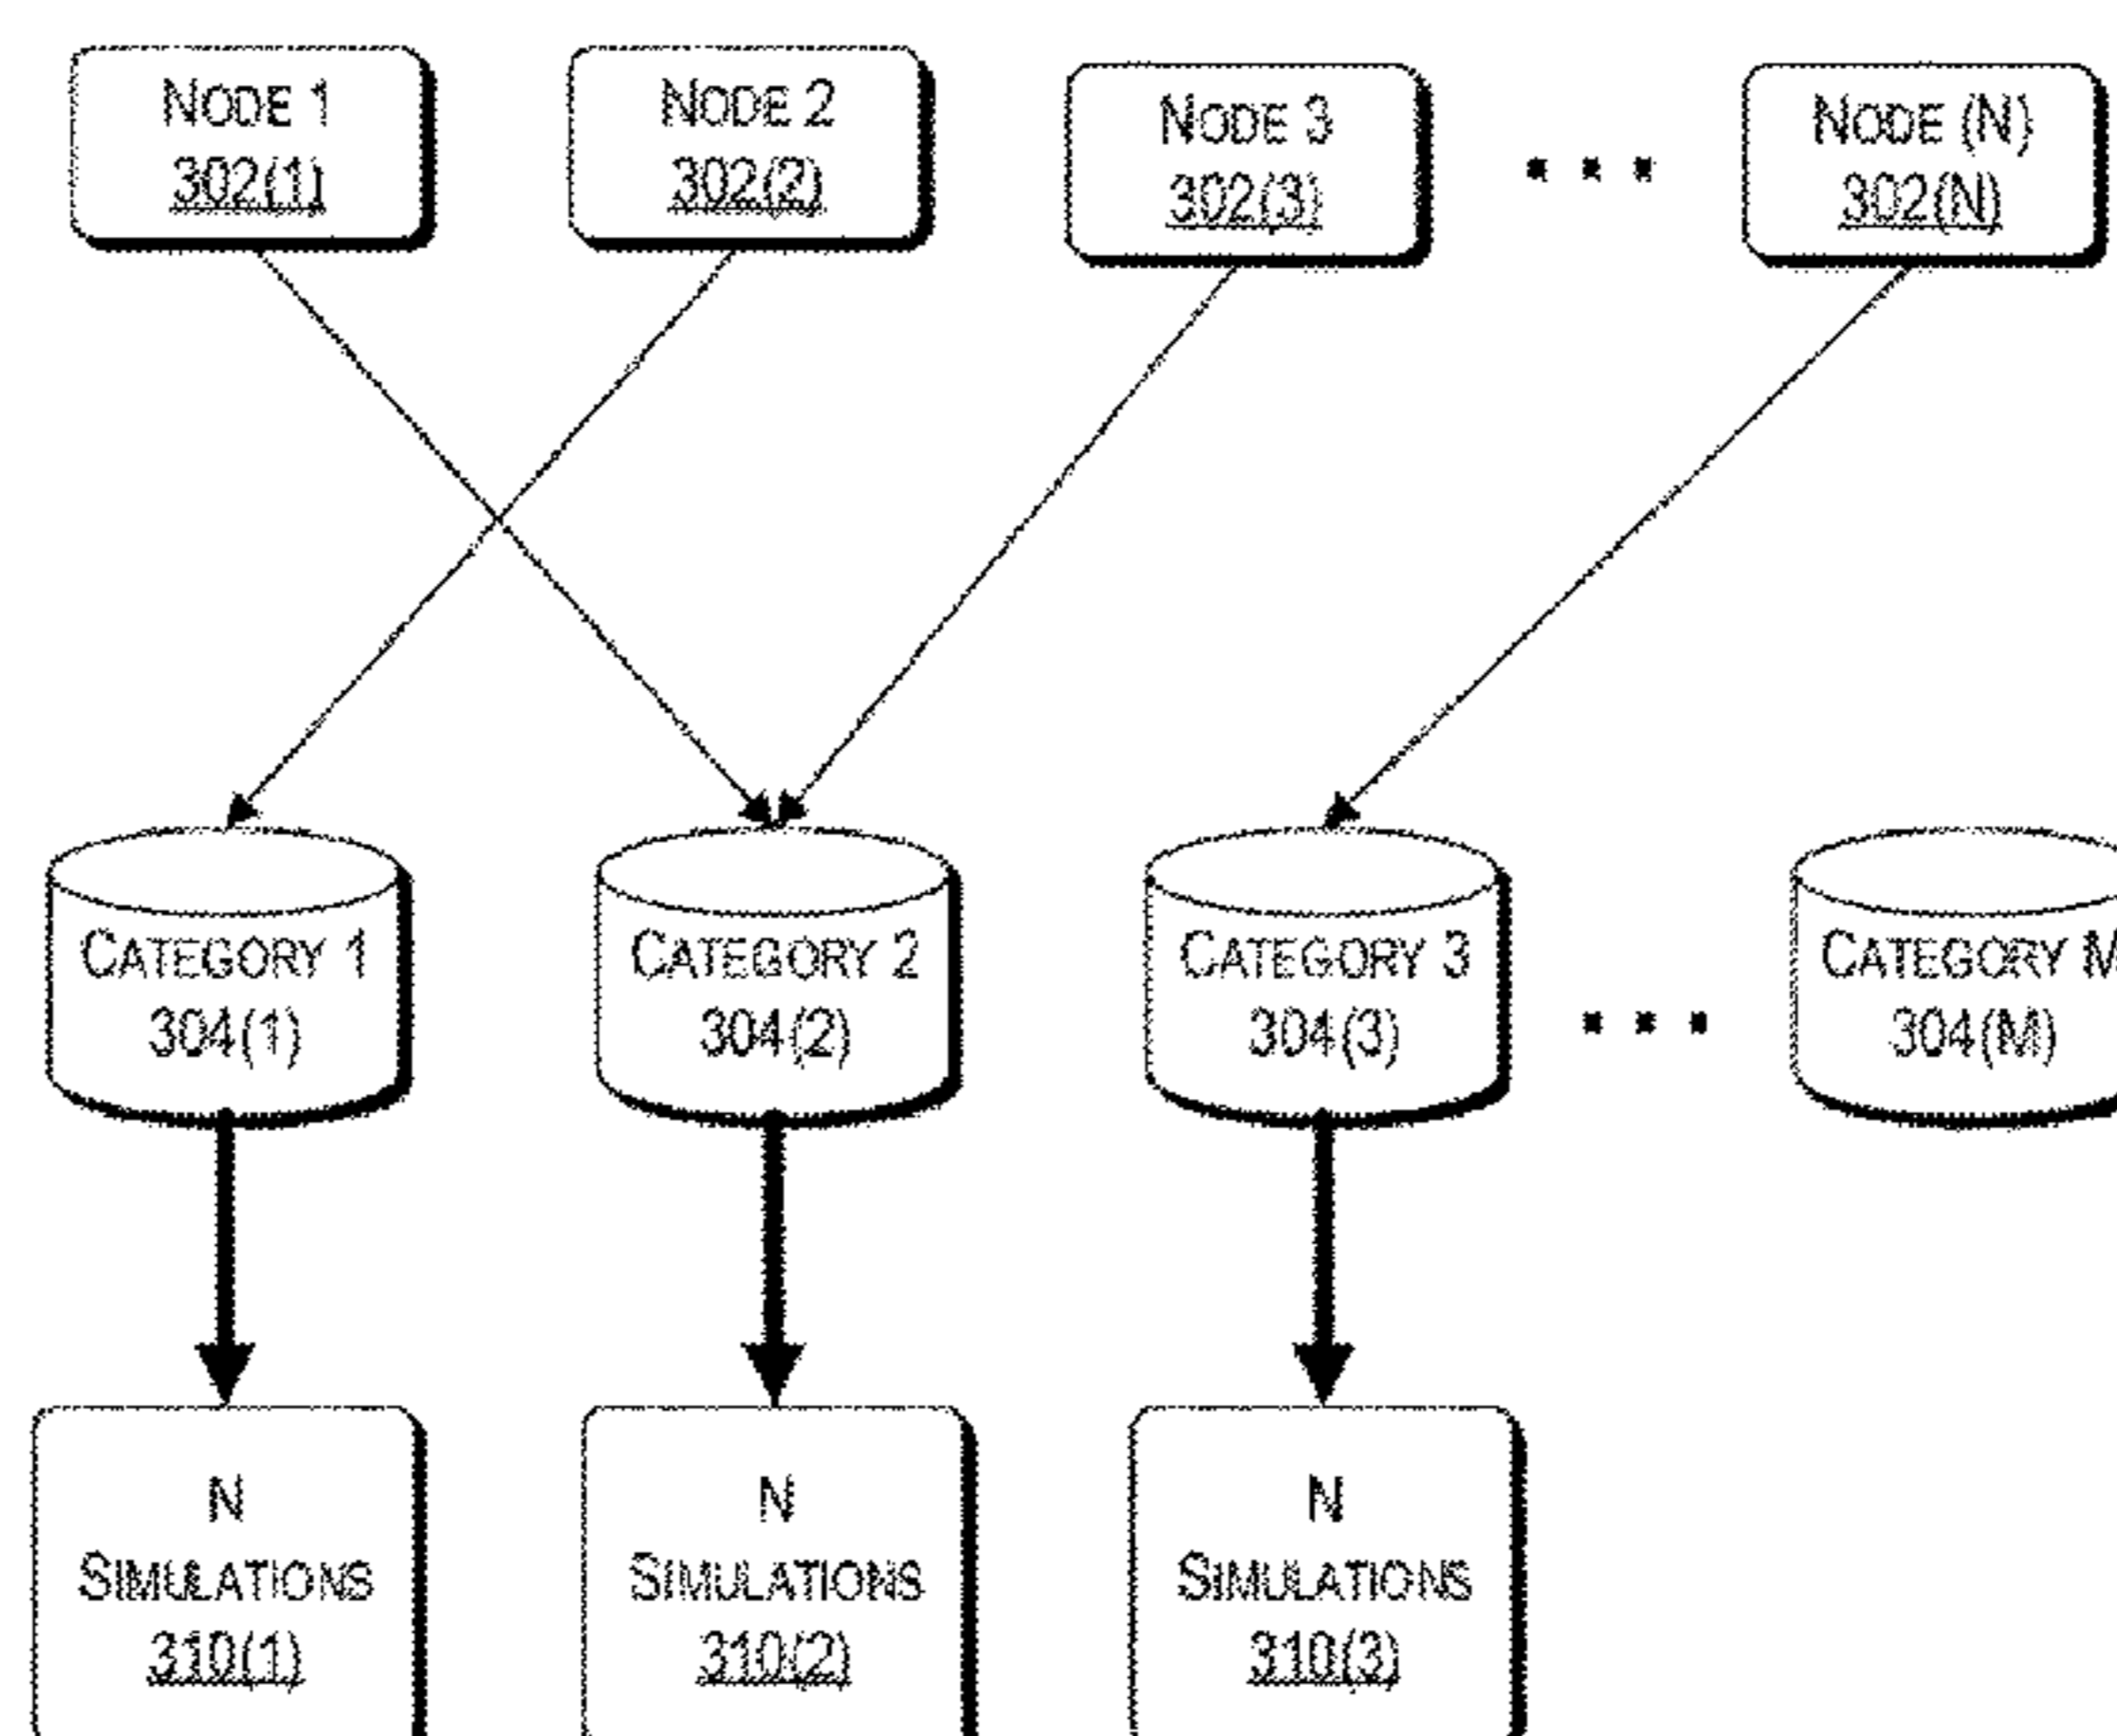 NODE 1
302(1)
NODE 2
302(2)
NODE 3
302(3)
NODE (N)
302(N)
CATEGORY 1
304(1)
CATEGORY 2
304(2)
CATEGORY 3
304(3)
CATEGORY M
304(M)
N
SIMULATIONS
310(1)
N
SIMULATIONS
310(2)
N
SIMULATIONS
310(3)